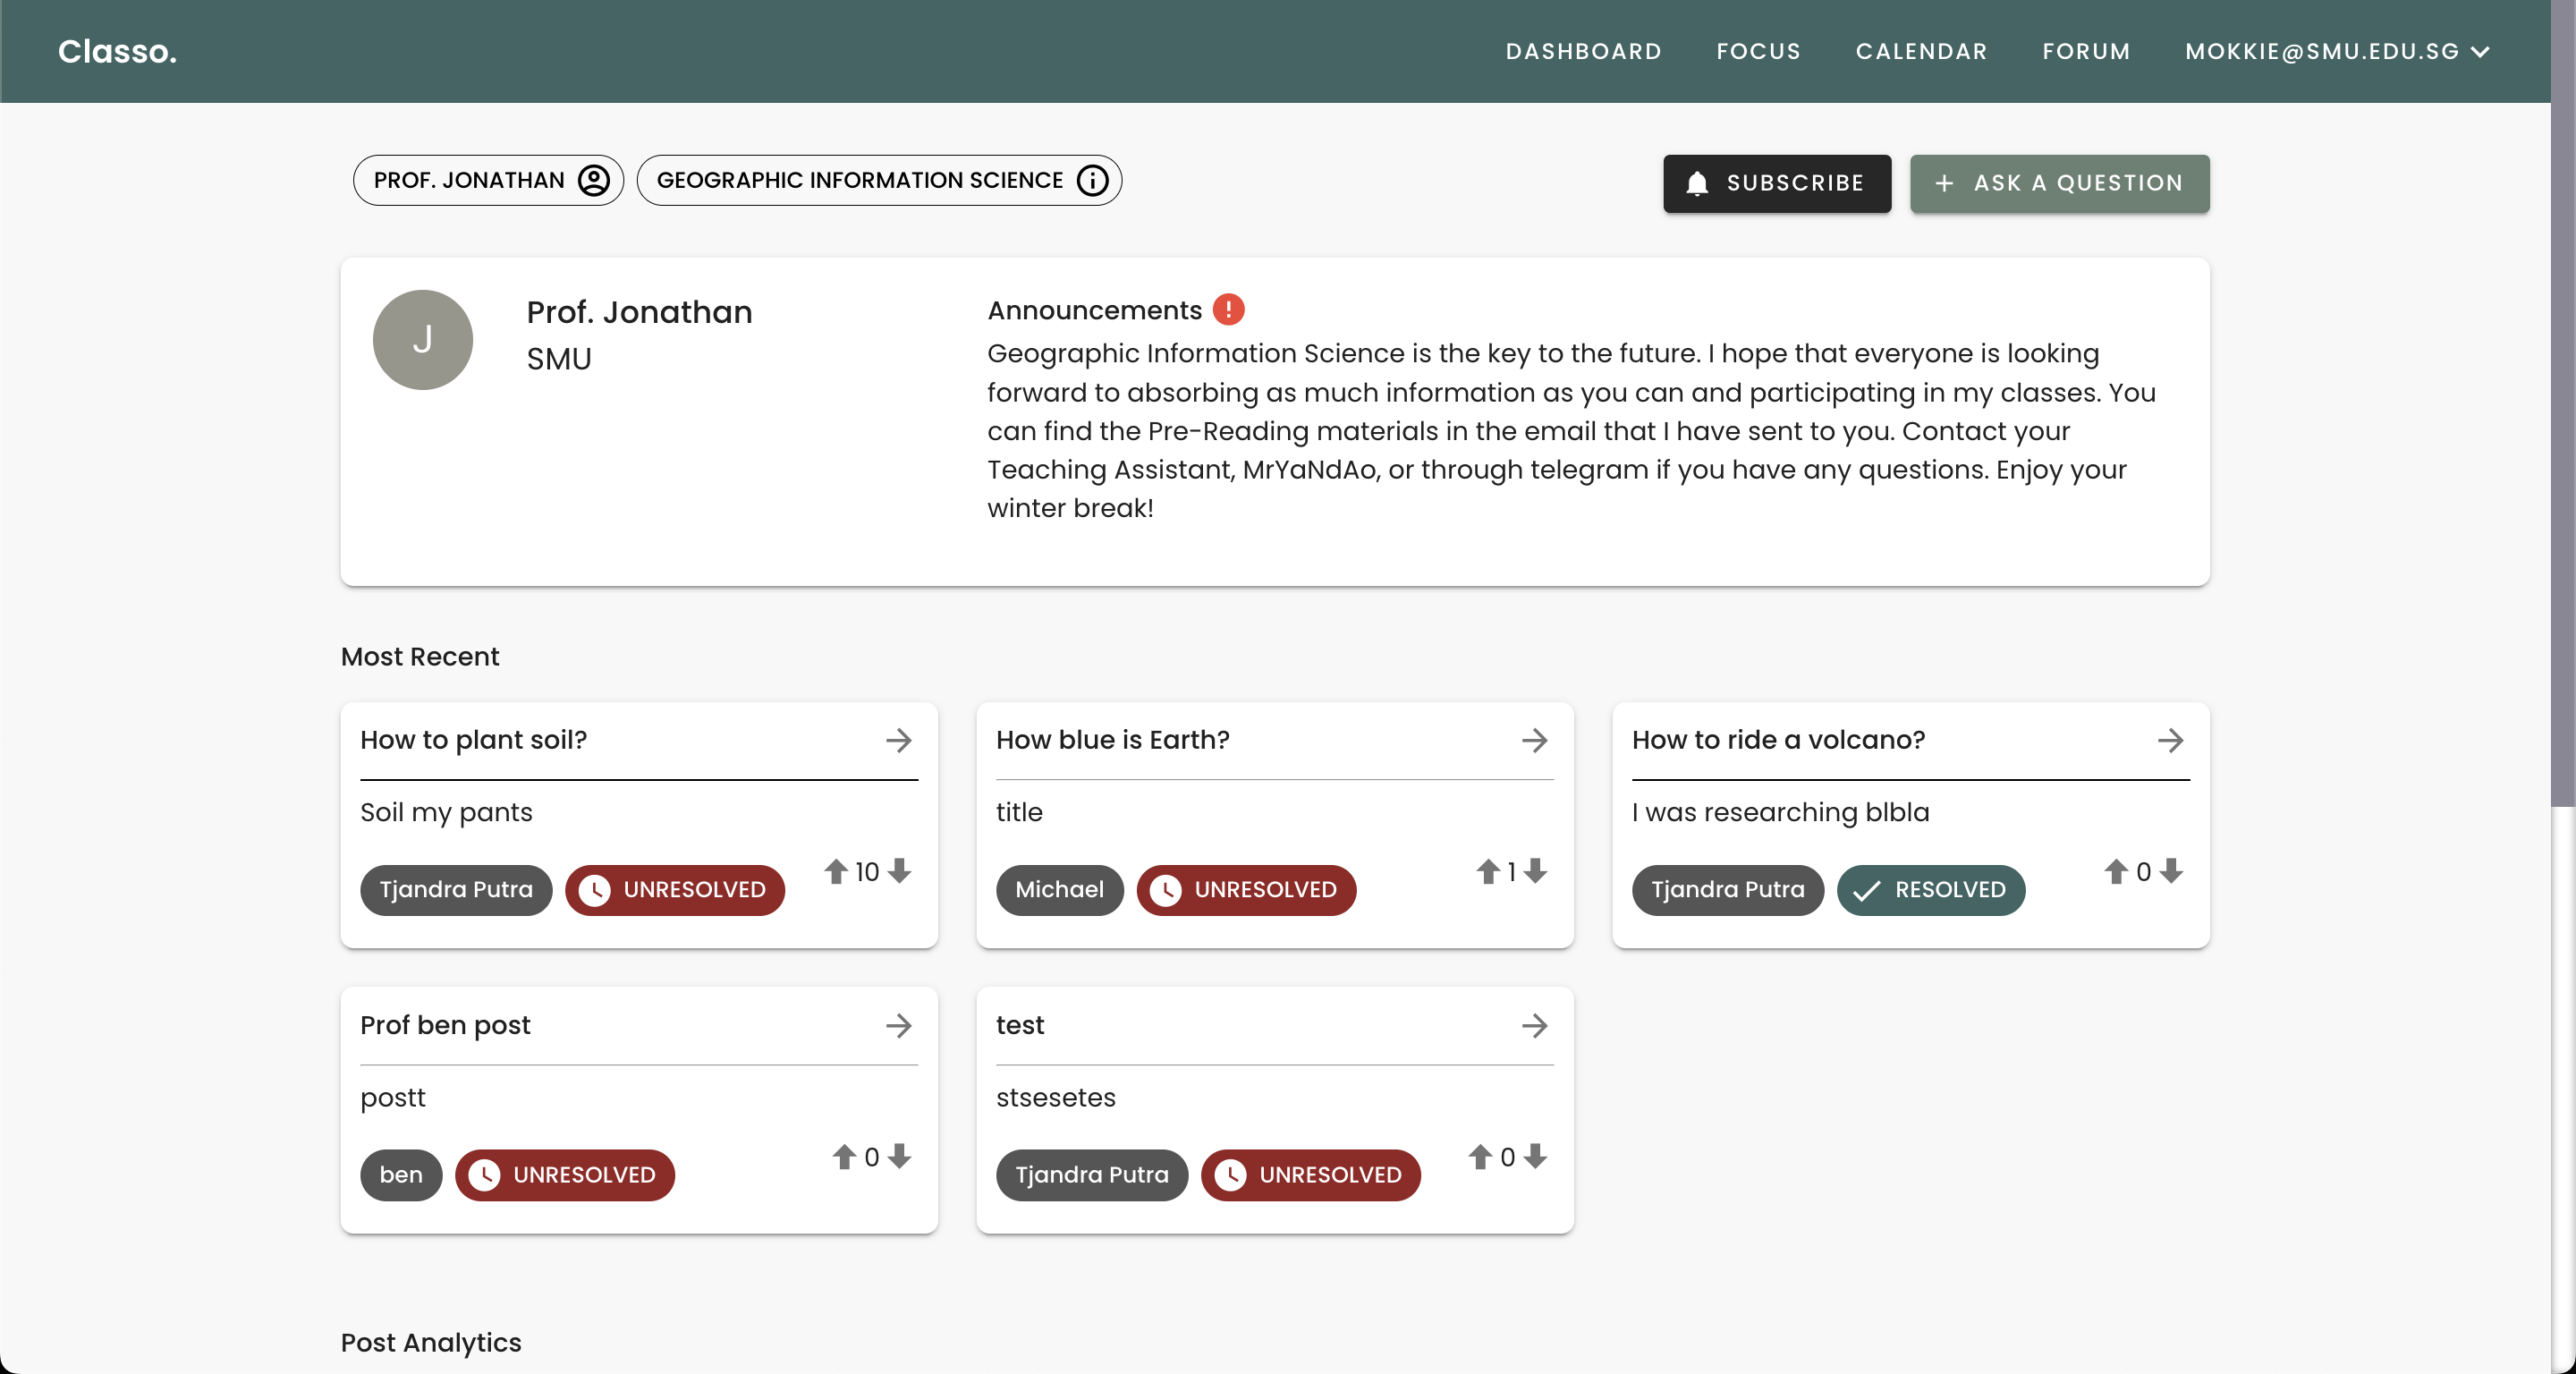 Classo.
DASHBOARD
FOCUS
CALENDAR
FORUM
MOKKIE@SMU.EDU.SG
PROF. JONATHAN
GEOGRAPHIC INFORMATION SCIENCE
SUBSCRIBE
+ ASK A QUESTION
J
Prof. Jonathan
SMU
Announcements !
Geographic Information Science is the key to the future. I hope that everyone is looking
forward to absorbing as much information as you can and participating in my classes. You
can find the Pre-Reading materials in the email that I have sent to you. Contact your
Teaching Assistant, MrYaNdAo, or through telegram if you have any questions. Enjoy your
winter break!
Most Recent
How to plant soil?
Soil my pants
Tjandra Putra
UNRESOLVED
10
How blue is Earth?
title
Michael
UNRESOLVED
1
How to ride a volcano?
I was researching blbla
Tjandra Putra
RESOLVED
0
Prof ben post
postt
ben
UNRESOLVED
0
test
stsesetes
Tjandra Putra
UNRESOLVED
0
Post Analytics